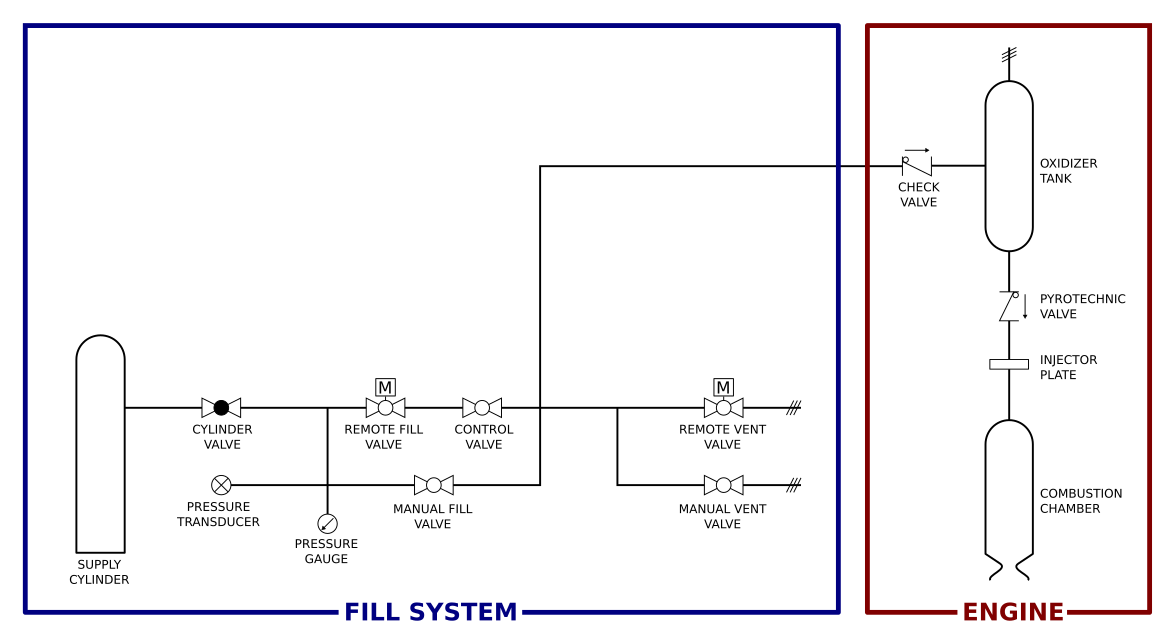 CHECK
VALVE
OXIDIZER
TANK
PYROTECHNIC
VALVE
INJECTOR
PLATE
M
M
CYLINDER
VALVE
REMOTE FILL
VALVE
CONTROL
VALVE
REMOTE VENT
VALVE
PRESSURE
TRANSDUCER
MANUAL FILL
VALVE
MANUAL VENT
VALVE
COMBUSTION
CHAMBER
PRESSURE
GAUGE
SUPPLY
CYLINDER
FILL SYSTEM
ENGINE